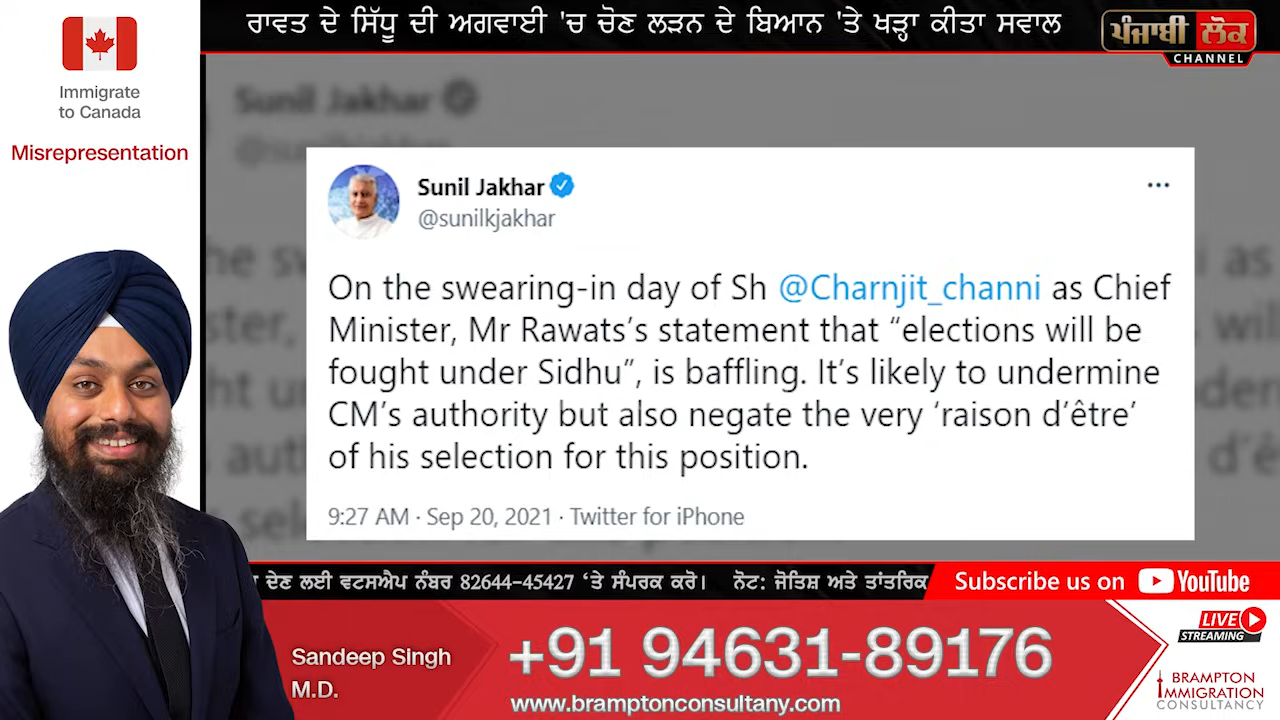 ਰਾਵਤ ਦੇ ਸਿੱਧੂ ਦੀ ਅਗਵਾਈ 'ਚ ਚੋਣ ਲੜਨ ਦੇ ਬਿਆਨ 'ਤੇ ਖੜ੍ਹਾ ਕੀਤਾ ਸਵਾਲ
ਪੰਜਾਬੀ ਲੋਕ
CHANNEL
Immigrate
to Canada
Misrepresentation
Sunil Jakhar
Sunil Jakhar
@sunilkjakhar
On the swearing-in day of Sh @Charnjit_channi as Chief
Minister, Mr Rawats’s statement that “elections will be
fought under Sidhu”, is baffling. It’s likely to undermine
CM’s authority but also negate the very ‘raison d’être’
of his selection for this position.
9:27 AM · Sep 20, 2021 · Twitter for iPhone
ਦੇਣ ਲਈ ਵਟਸਐਪ ਨੰਬਰ 82644-45427 ‘ਤੇ ਸੰਪਰਕ ਕਰੋ। ਨੋਟ: ਜੋਤਿਸ਼ ਅਤੇ ਤਾਂਤਰਿਕ
Subscribe us on YouTube
LIVE
STREAMING
Sandeep Singh
M.D.
+91 94631-89176
www.bramptonconsultany.com
BRAMPTON
IMMIGRATION
CONSULTANCY